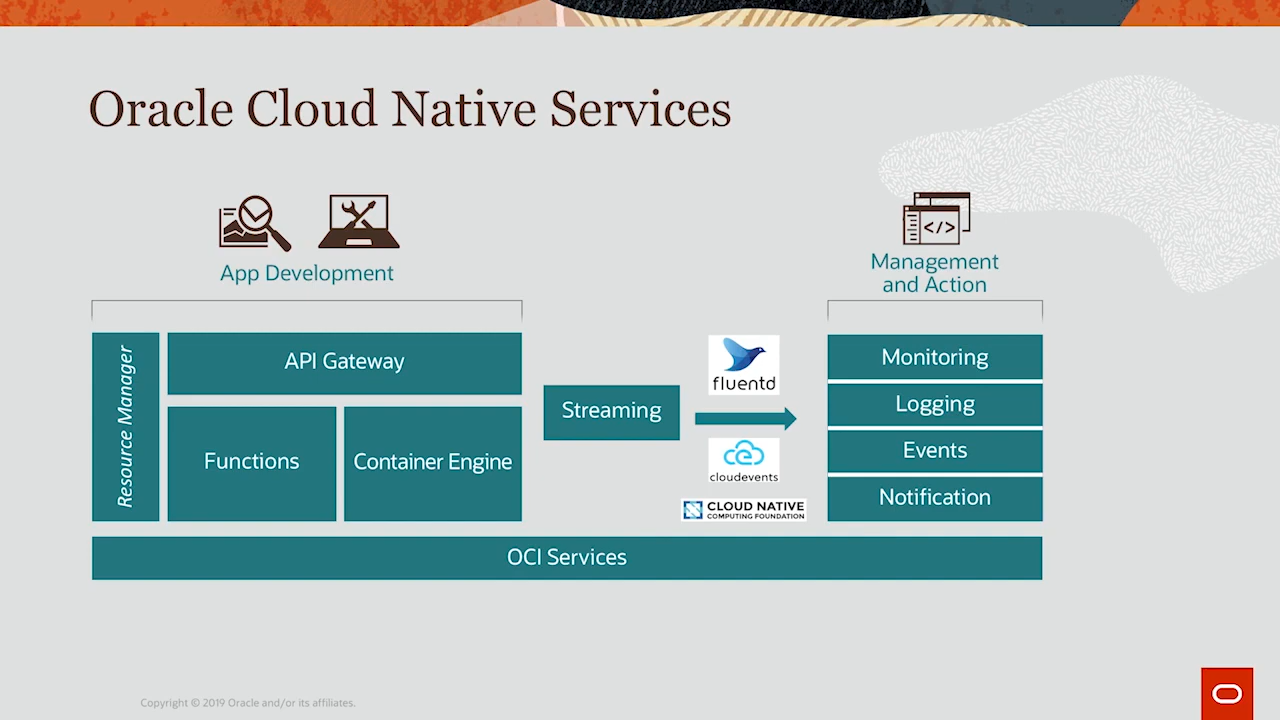 Oracle Cloud Native Services
App Development
Management
and Action
</>
Resource Manager
API Gateway
Functions
Container Engine
Streaming
fluentd
cloudevents
CLOUD NATIVE
COMPUTING FOUNDATION
Monitoring
Logging
Events
Notification
OCI Services
Copyright © 2019 Oracle and/or its affiliates.